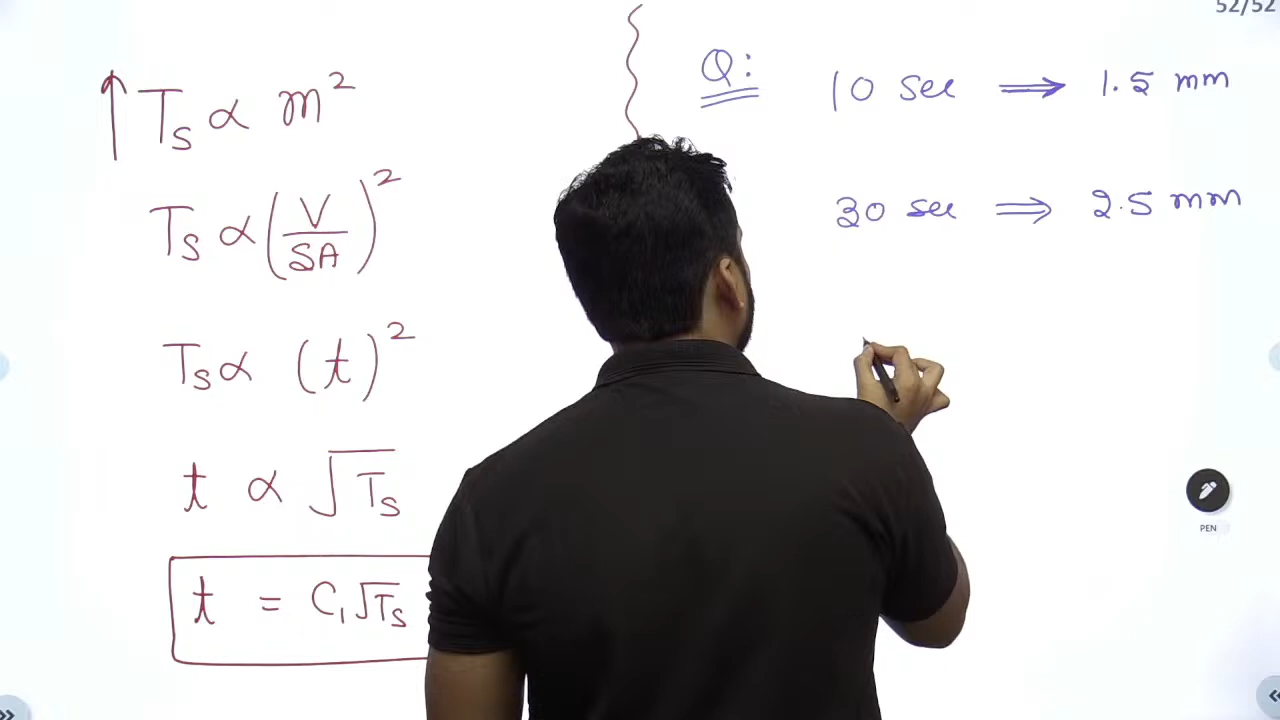 52/52
↑ Ts ∝ m²
Ts ∝ (V/SA)²
Ts ∝ (t)²
t ∝ √Ts
t = C₁√Ts
Q:
10 sec ⟹ 1.5 mm
30 sec ⟹ 2.5 mm
PEN